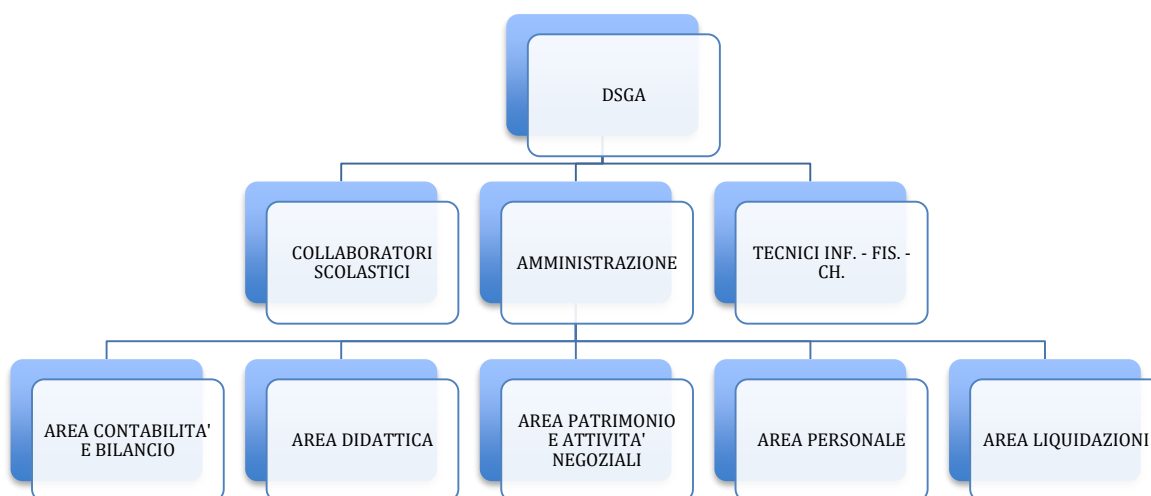 DSGA
COLLABORATORI
SCOLASTICI
AMMINISTRAZIONE
TECNICI INF. - FIS. -
CH.
AREA CONTABILITA'
E BILANCIO
AREA DIDATTICA
AREA PATRIMONIO
E ATTIVITA'
NEGOZIALI
AREA PERSONALE
AREA LIQUIDAZIONI